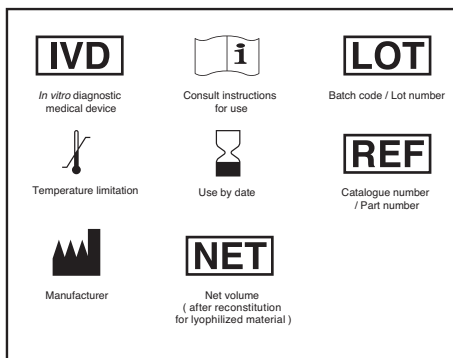 IVD
In vitro diagnostic
medical device
i
Consult instructions
for use
LOT
Batch code / Lot number
Temperature limitation
Use by date
REF
Catalogue number
/ Part number
Manufacturer
NET
Net volume
( after reconstitution
for lyophilized material )